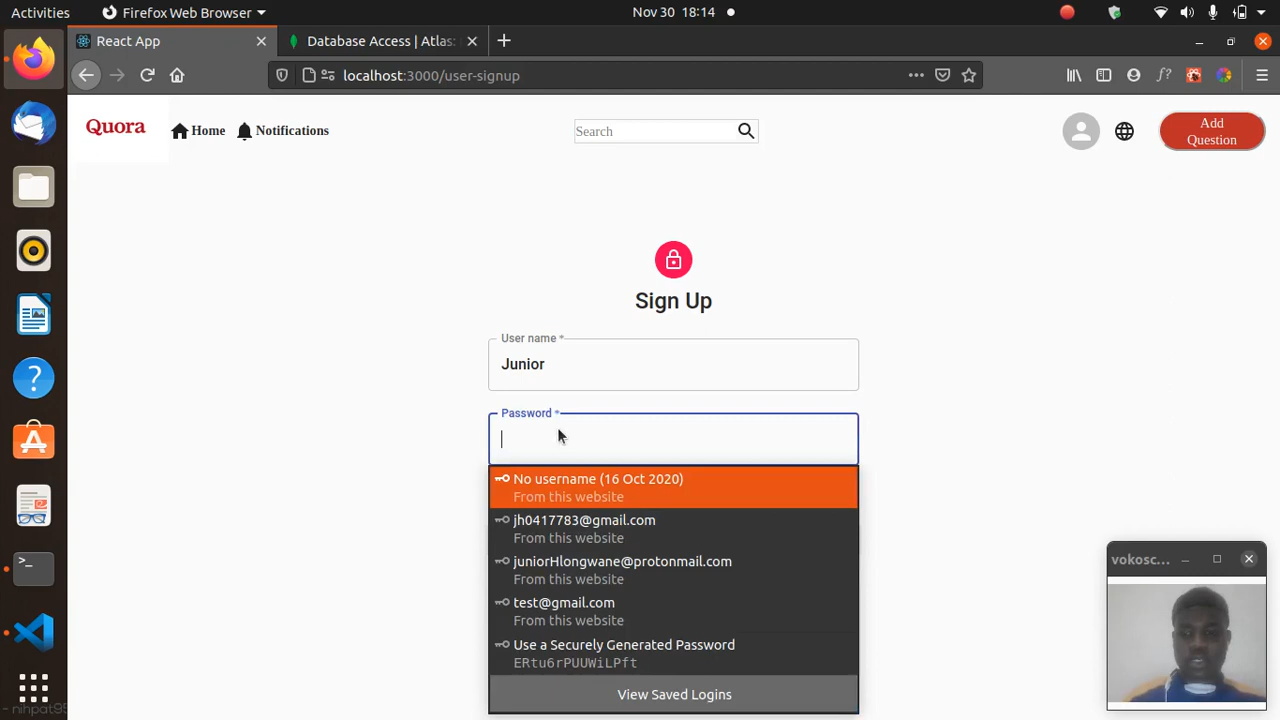 Activities
Firefox Web Browser
Nov 30 18:14
React App
Database Access | Atlas:
localhost:3000/user-signup
Quora
Home
Notifications
Search
Add
Question
Sign Up
User name *
Junior
Password *
No username (16 Oct 2020)
From this website
jh0417783@gmail.com
From this website
juniorHlongwane@protonmail.com
From this website
test@gmail.com
From this website
Use a Securely Generated Password
ERtu6rPUUWiLPft
View Saved Logins
vokosc...